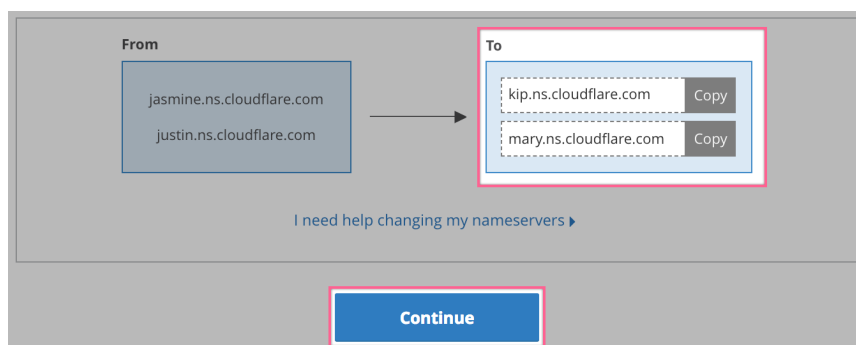 From
jasmine.ns.cloudflare.com
justin.ns.cloudflare.com
To
kip.ns.cloudflare.com Copy
mary.ns.cloudflare.com Copy
I need help changing my nameservers
Continue